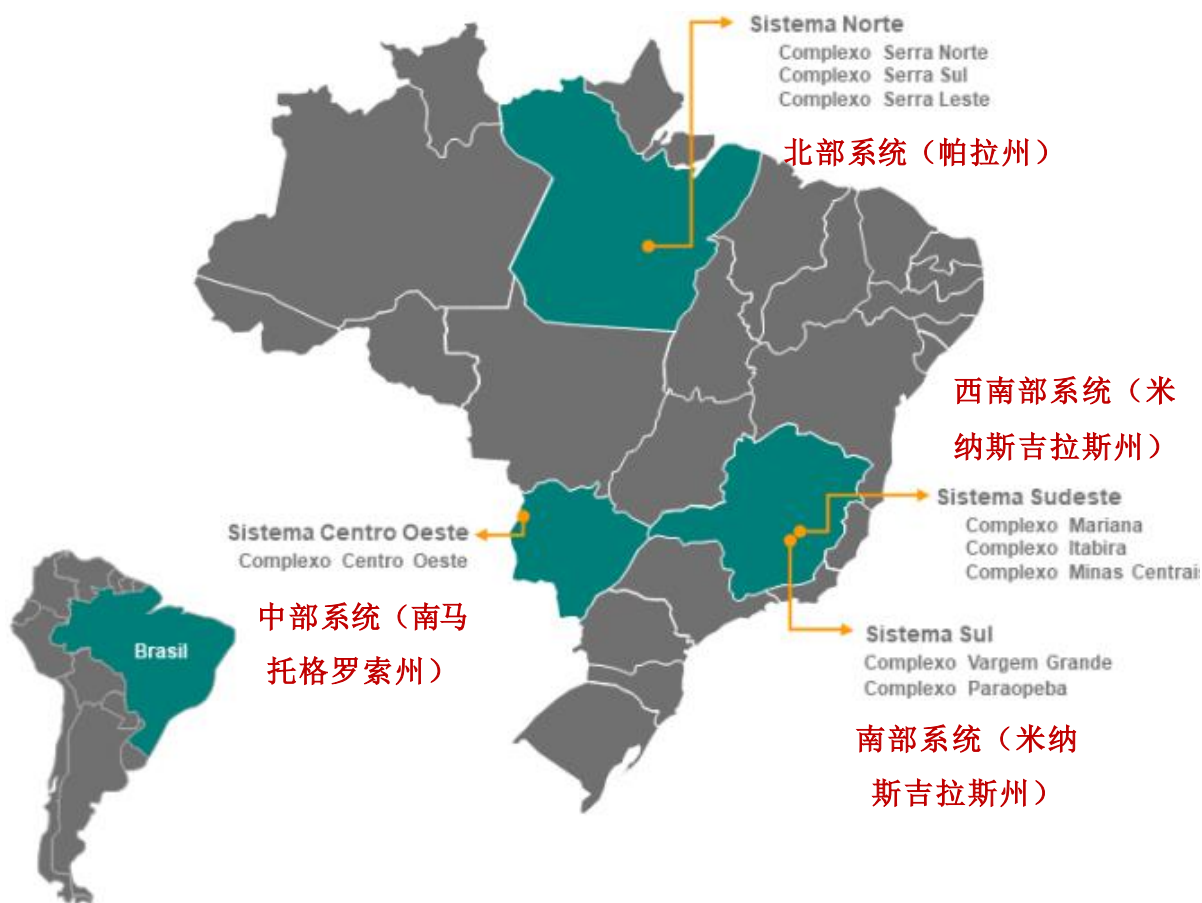 Sistema Norte
Complexo Serra Norte
Complexo Serra Sul
Complexo Serra Leste
北部系统（帕拉州）
西南部系统（米
纳斯吉拉斯州）
Sistema Sudeste
Complexo Mariana
Complexo Itabira
Complexo Minas Centrais
Sistema Centro Oeste
Complexo Centro Oeste
中部系统（南马
托格罗索州）
Brasil
Sistema Sul
Complexo Vargem Grande
Complexo Paraopeba
南部系统（米纳
斯吉拉斯州）